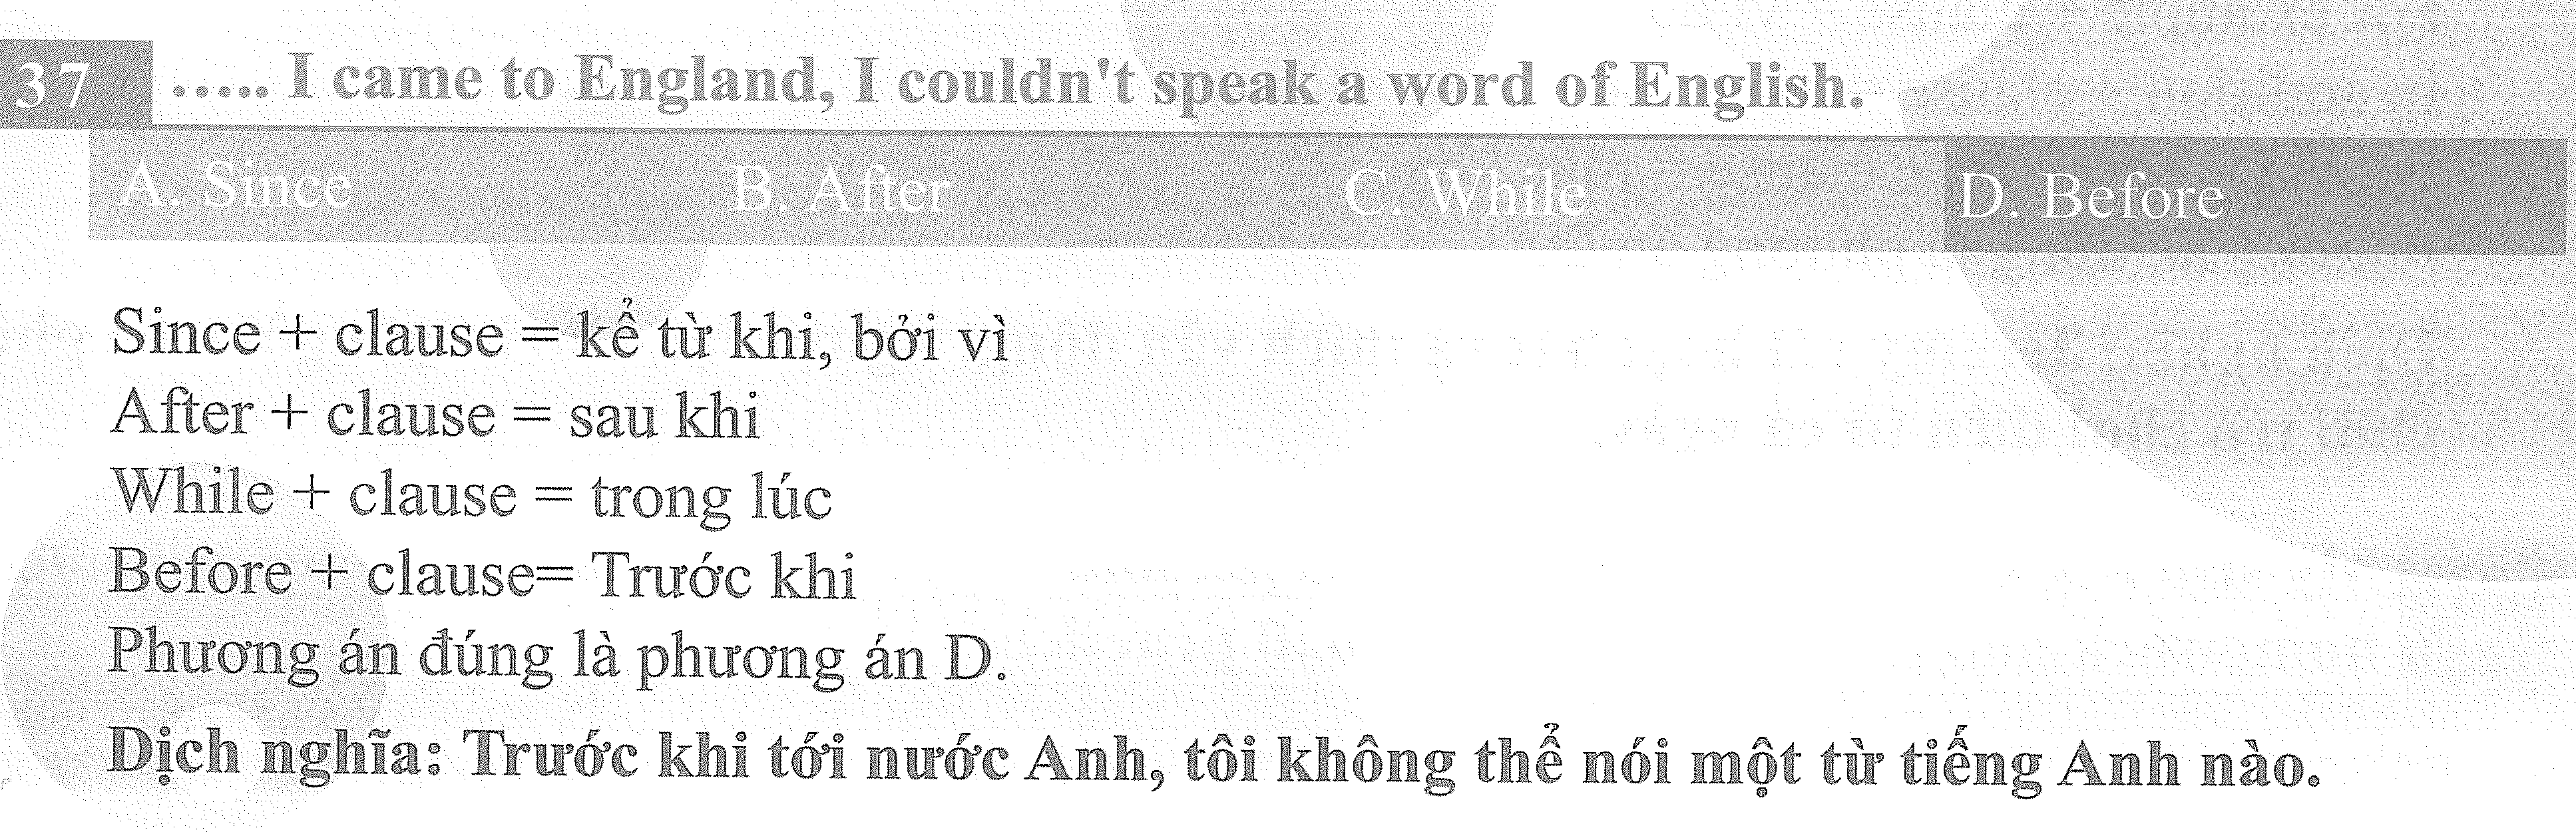 37 ..... I came to England, I couldn't speak a word of English.
A. Since B. After C. While D. Before
Since + clause = kể từ khi, bởi vì
After + clause = sau khi
While + clause = trong lúc
Before + clause= Trước khi
Phương án đúng là phương án D.
Dịch nghĩa: Trước khi tới nước Anh, tôi không thể nói một từ tiếng Anh nào.